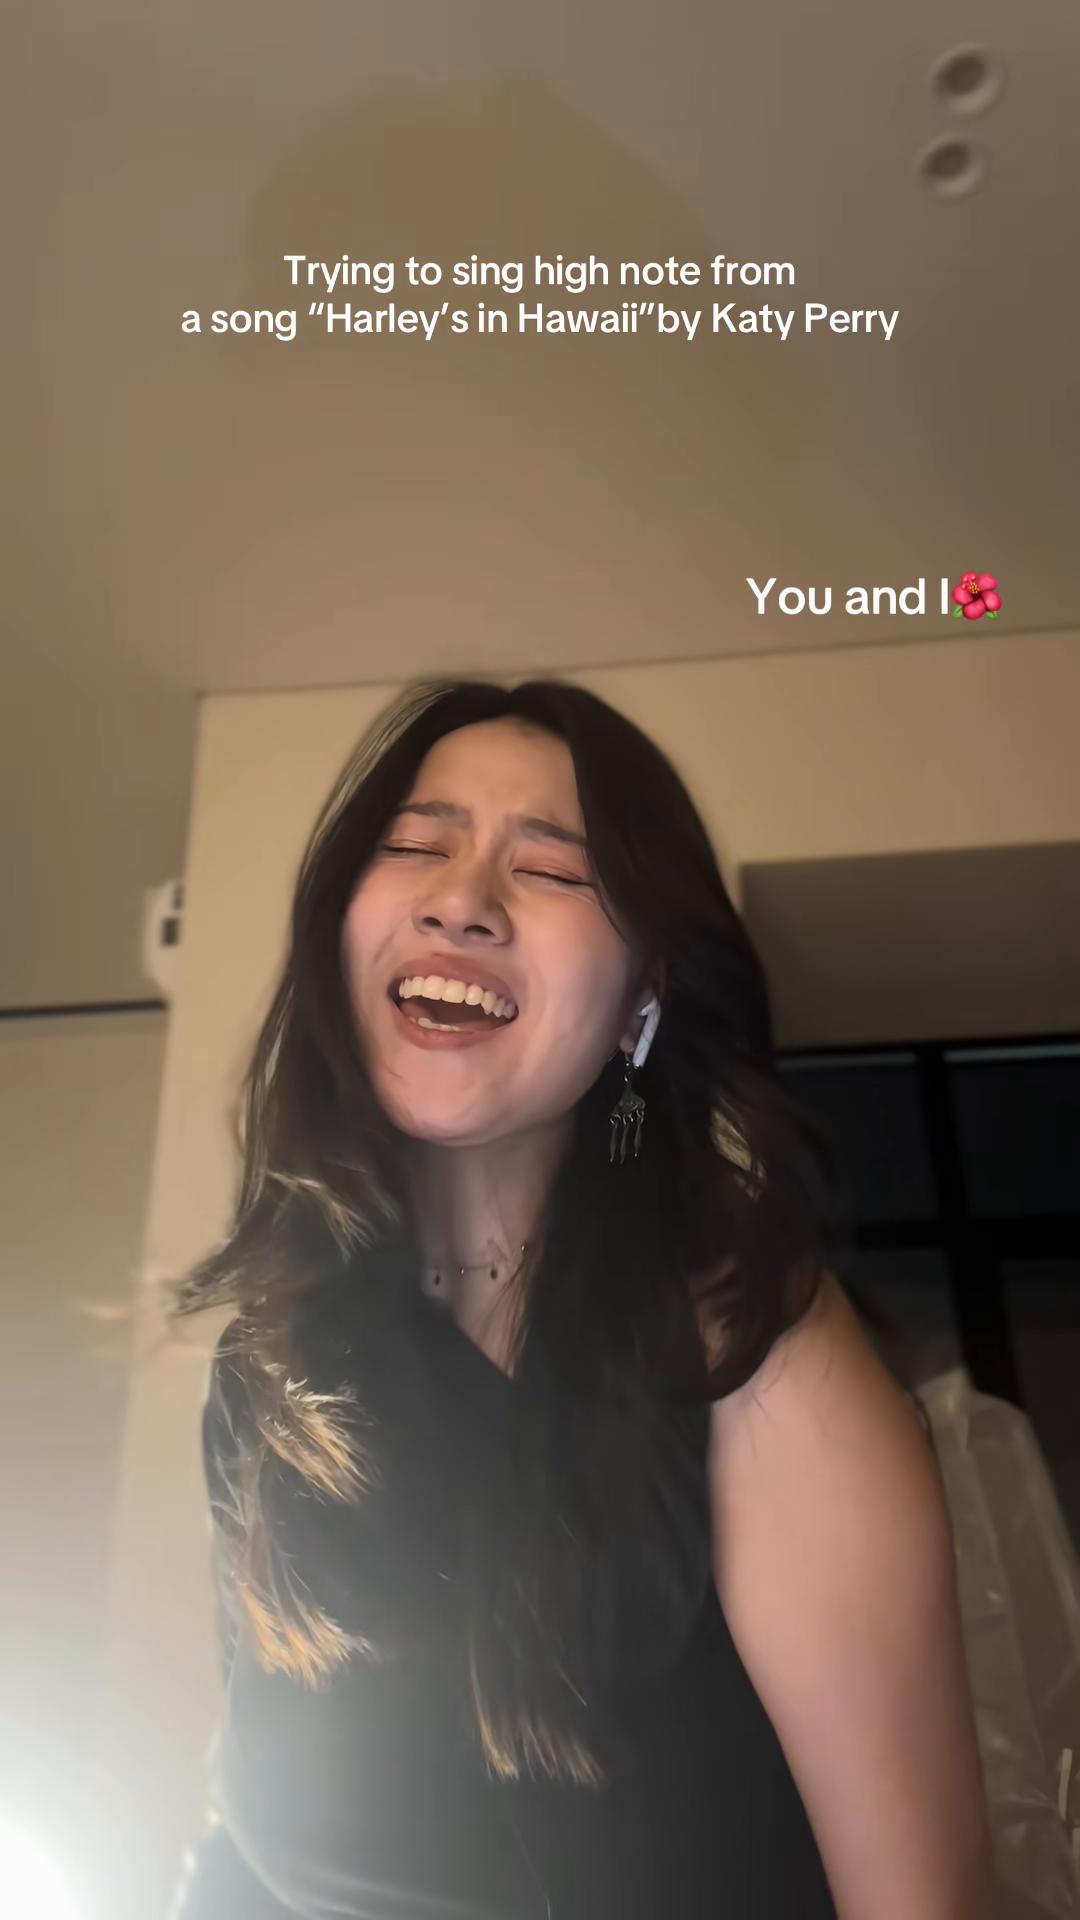 Trying to sing high note from
a song “Harley’s in Hawaii”by Katy Perry
You and I🌺